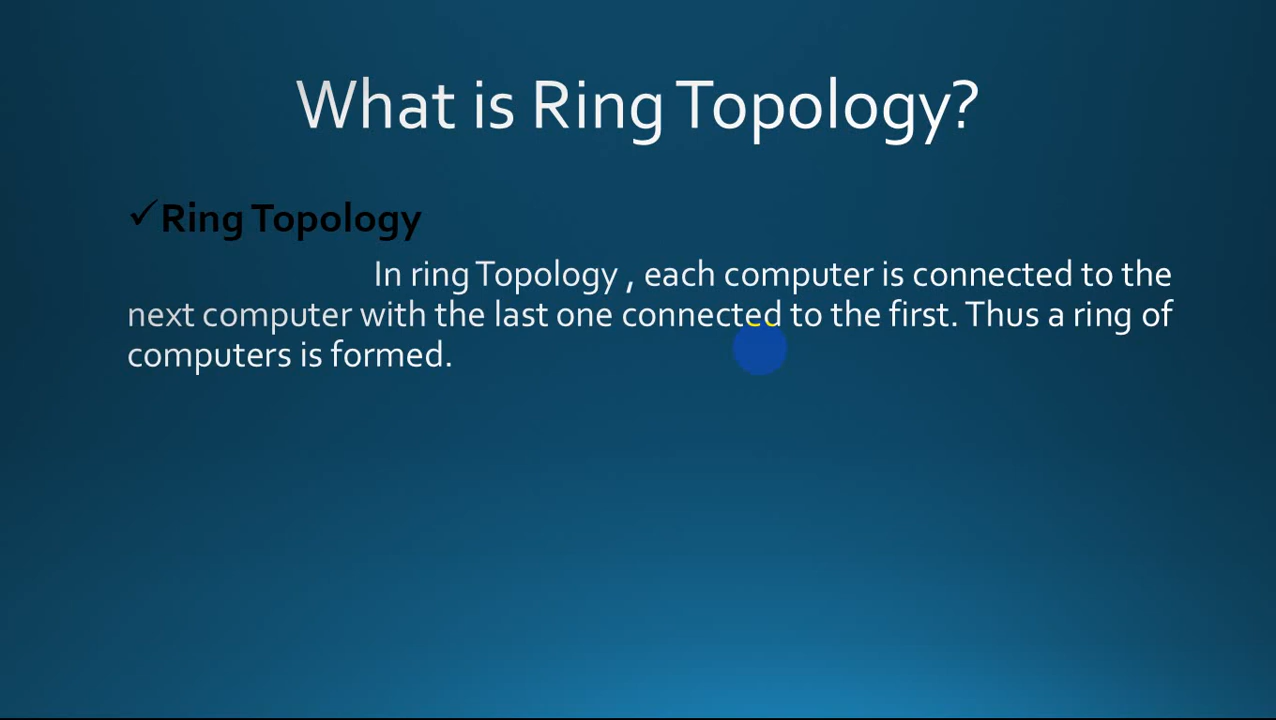 What is Ring Topology?
✓Ring Topology
In ring Topology , each computer is connected to the
next computer with the last one connected to the first. Thus a ring of
computers is formed.